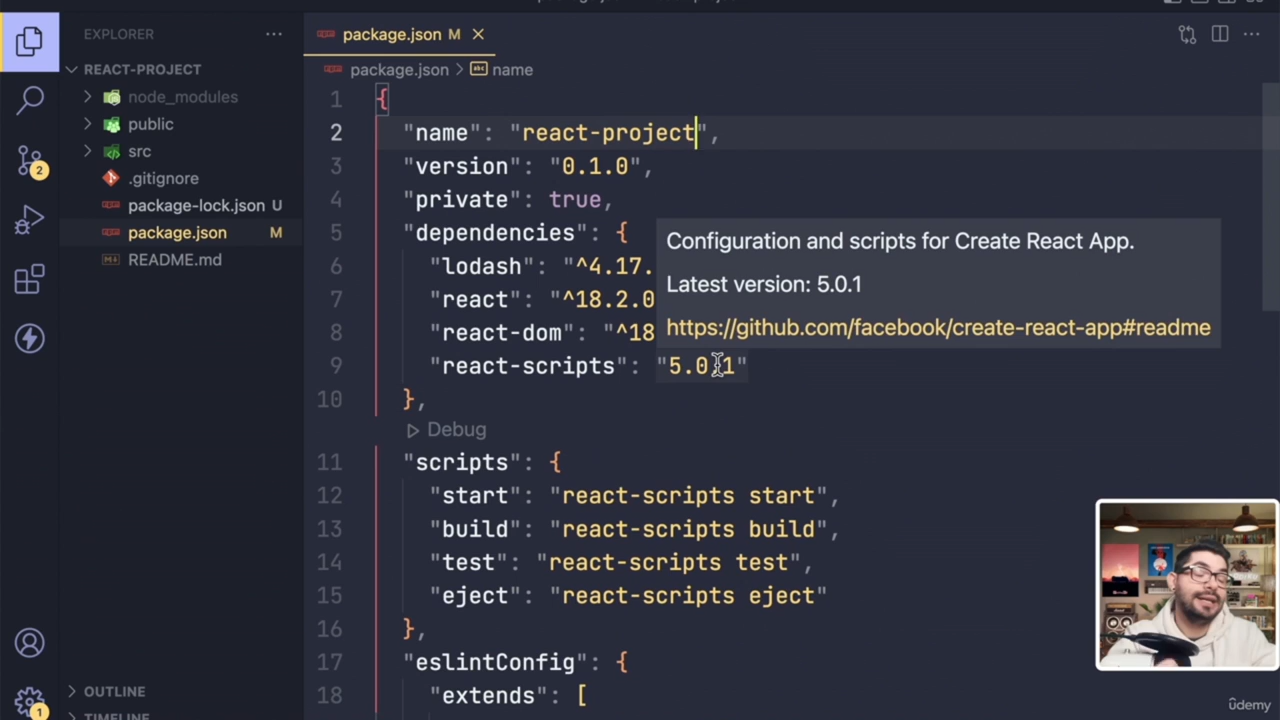 EXPLORER
REACT-PROJECT
node_modules
public
src
.gitignore
package-lock.json U
package.json M
README.md
OUTLINE
TIMELINE
2
1
package.json M
package.json > name
1 {
2 "name": "react-project",
3 "version": "0.1.0",
4 "private": true,
5 "dependencies": {
6 "lodash": "^4.17.
7 "react": "^18.2.0
8 "react-dom": "^18
9 "react-scripts": "5.0.1"
10 },
Debug
11 "scripts": {
12 "start": "react-scripts start",
13 "build": "react-scripts build",
14 "test": "react-scripts test",
15 "eject": "react-scripts eject"
16 },
17 "eslintConfig": {
18 "extends": [
Configuration and scripts for Create React App.
Latest version: 5.0.1
https://github.com/facebook/create-react-app#readme
ûdemy